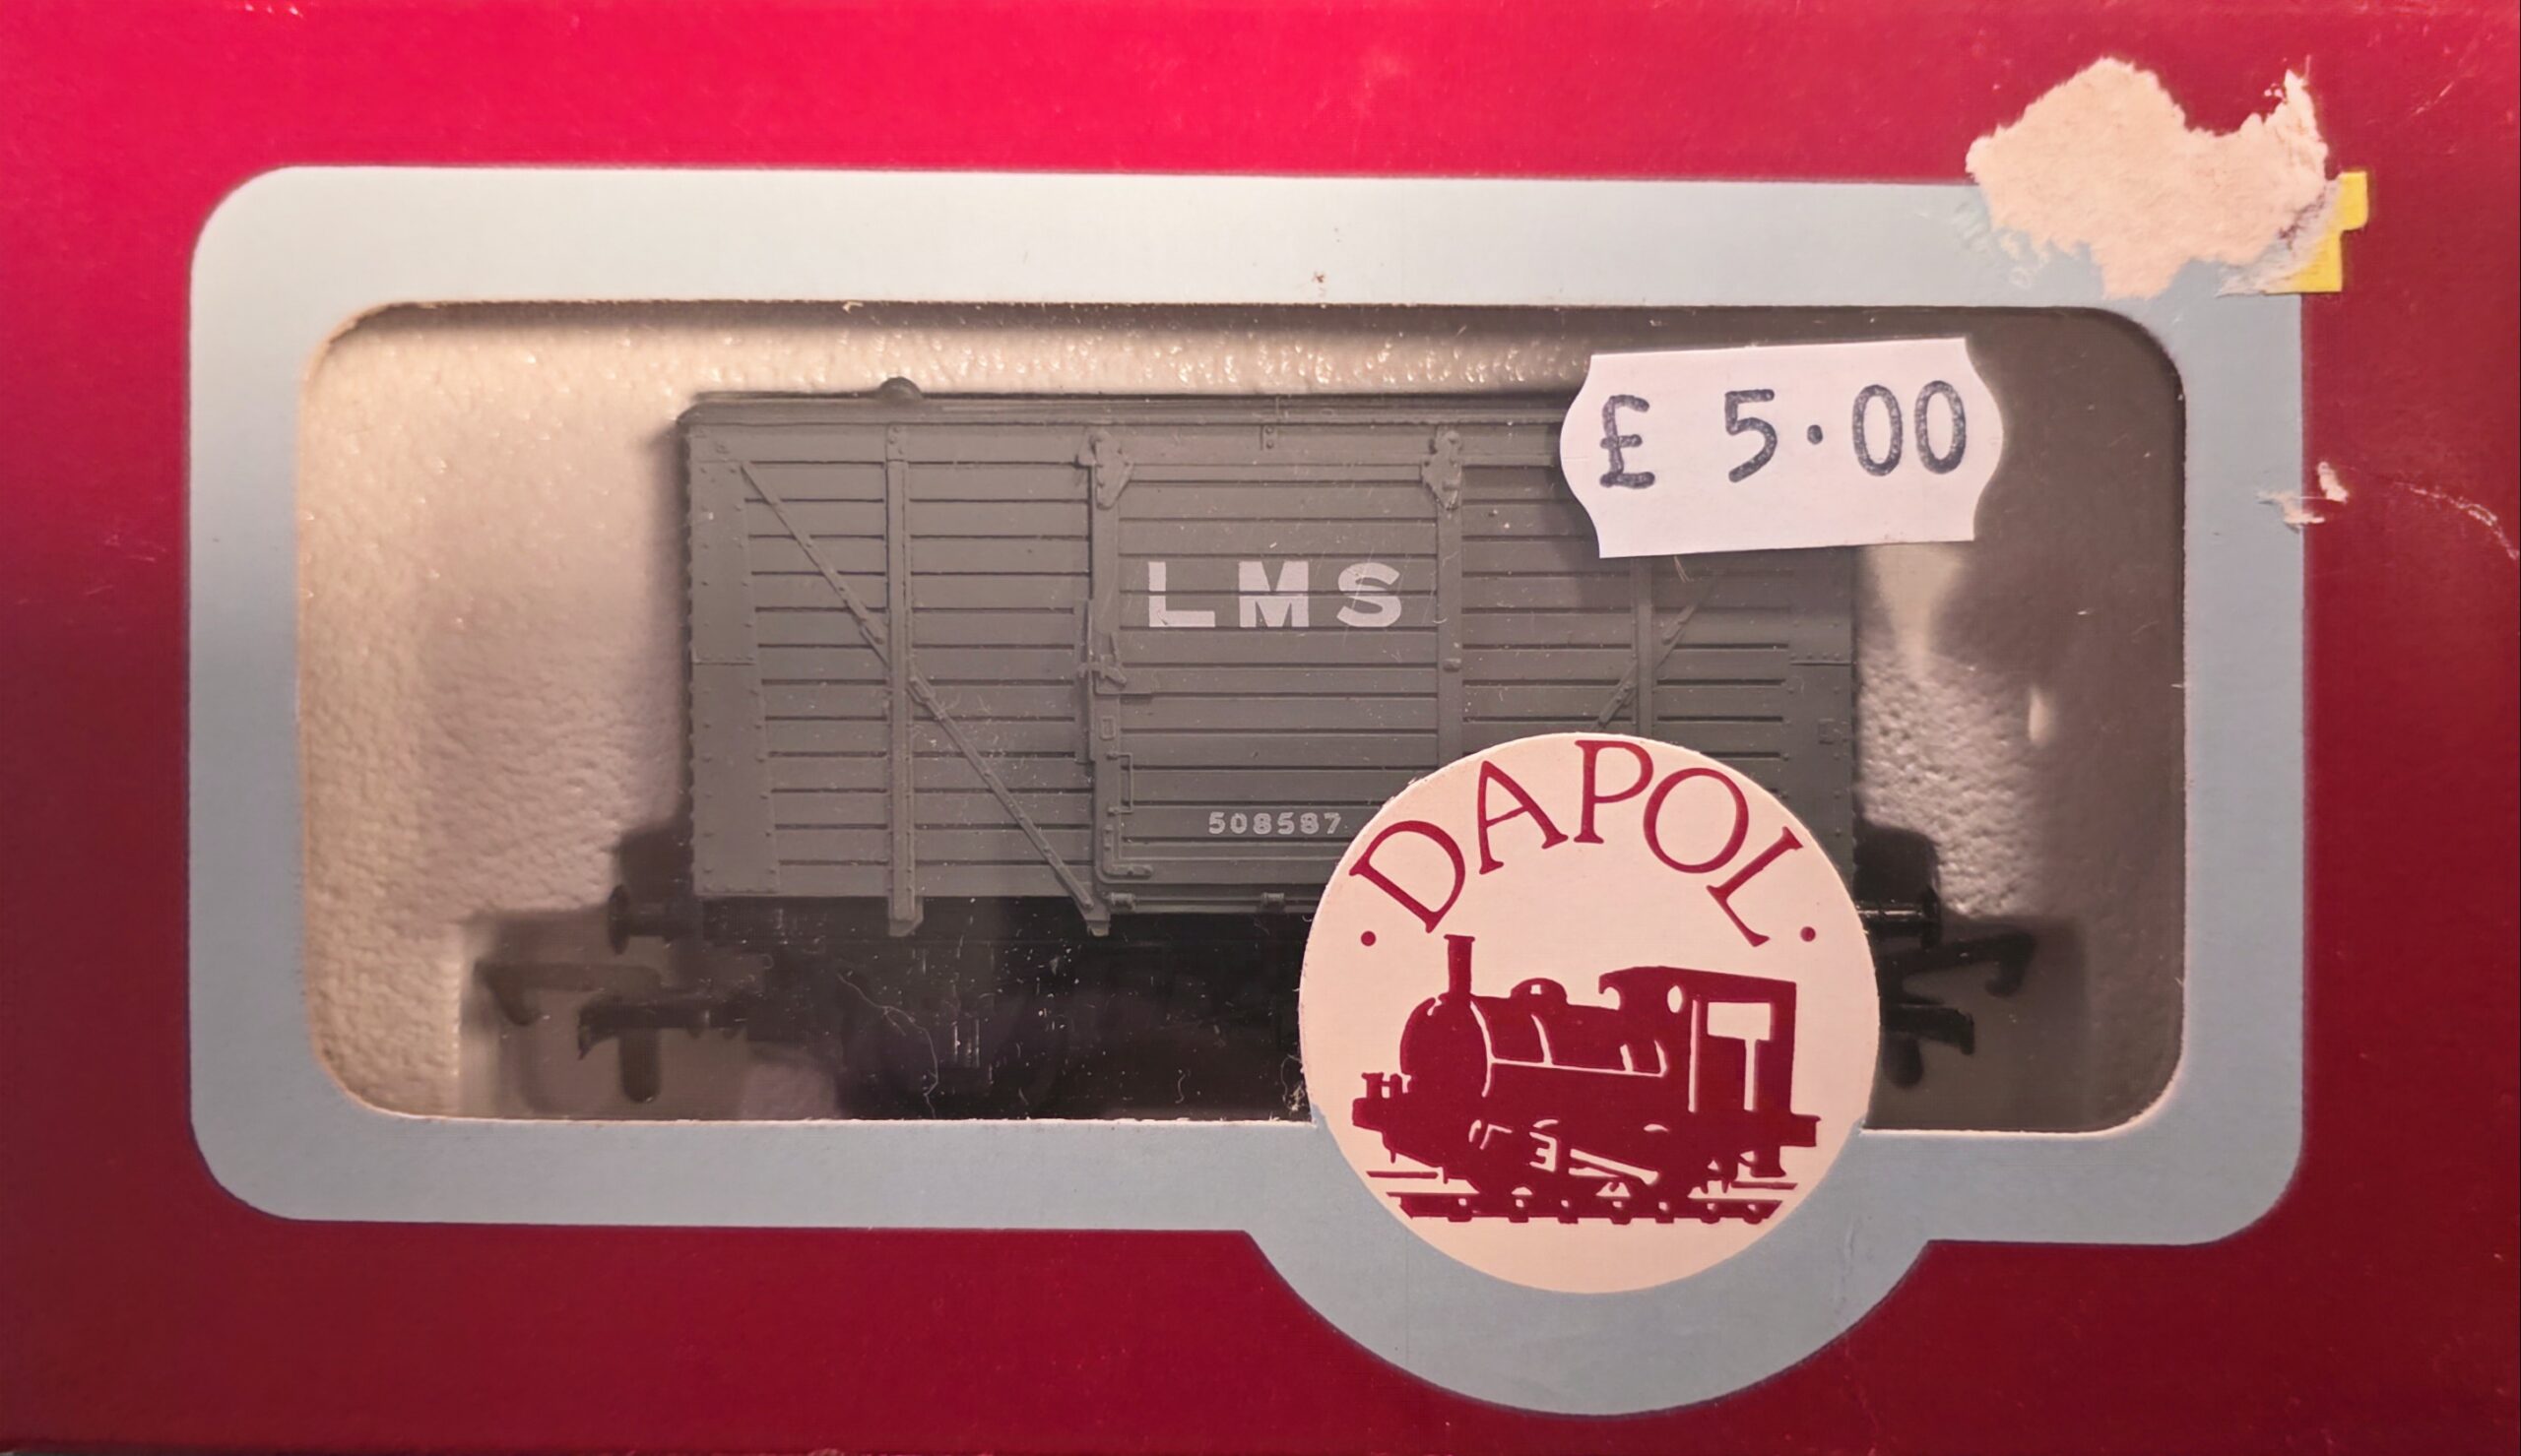 £ 5.00
LMS
508587
·DAPOL·